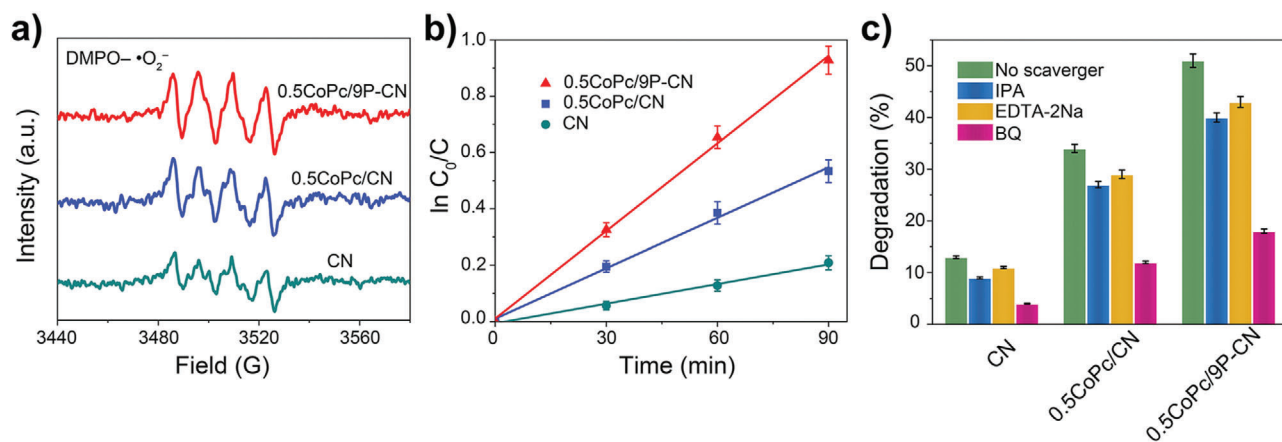 a)
DMPO– •O₂⁻
0.5CoPc/9P-CN
0.5CoPc/CN
CN
Intensity (a.u.)
3440 3480 3520 3560
Field (G)
b)
0.5CoPc/9P-CN
0.5CoPc/CN
CN
ln C₀/C
1.0
0.8
0.6
0.4
0.2
0.0
0 30 60 90
Time (min)
c)
No scaverger
IPA
EDTA-2Na
BQ
Degradation (%)
50
40
30
20
10
0
CN
0.5CoPc/CN
0.5CoPc/9P-CN